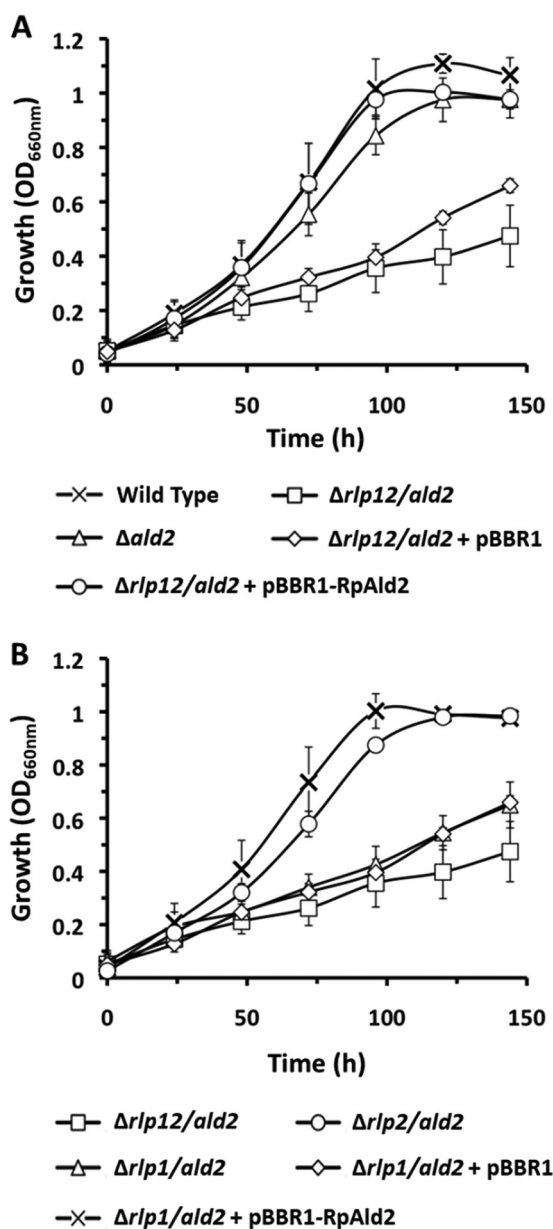 A
1.2
1
0.8
0.6
0.4
0.2
0
Growth (OD660nm)
0 50 100 150
Time (h)
Wild Type Δrlp12/ald2
Δald2 Δrlp12/ald2 + pBBR1
Δrlp12/ald2 + pBBR1-RpAld2
B
1.2
1
0.8
0.6
0.4
0.2
0
Growth (OD660nm)
0 50 100 150
Time (h)
Δrlp12/ald2 Δrlp2/ald2
Δrlp1/ald2 Δrlp1/ald2 + pBBR1
Δrlp1/ald2 + pBBR1-RpAld2